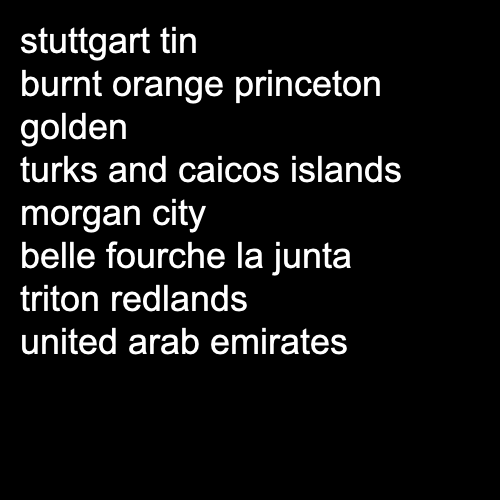 stuttgart tin
burnt orange princeton
golden
turks and caicos islands
morgan city
belle fourche la junta
triton redlands
united arab emirates